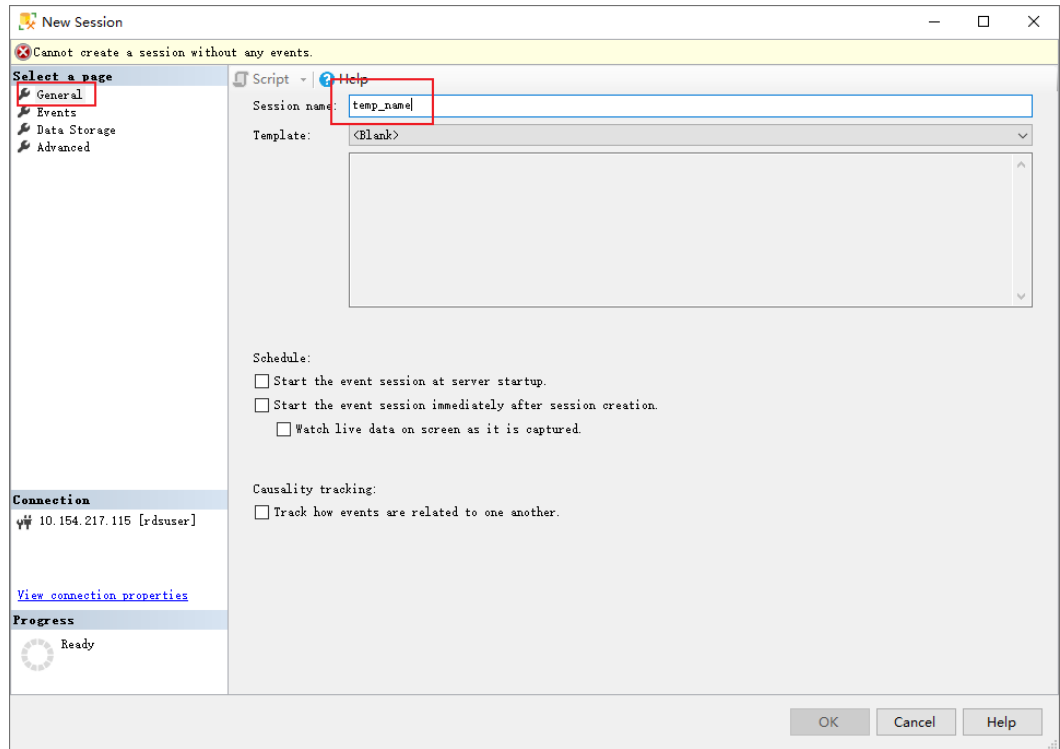 New Session
Cannot create a session without any events.
Select a page
General
Events
Data Storage
Advanced
Script
Help
Session name:
temp_name
Template:
<Blank>
Schedule:
Start the event session at server startup.
Start the event session immediately after session creation.
Watch live data on screen as it is captured.
Causality tracking:
Track how events are related to one another.
Connection
10.154.217.115 [rdsuser]
View connection properties
Progress
Ready
OK
Cancel
Help